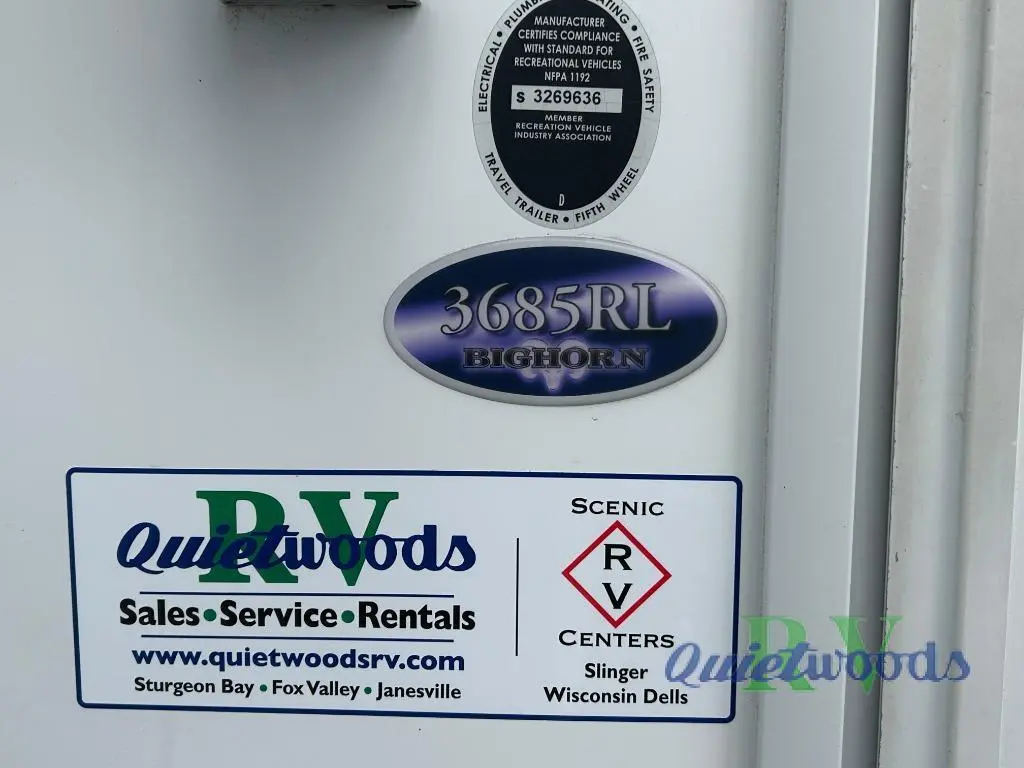 ELECTRICAL • PLUMBING • HEATING • FIRE SAFETY
MANUFACTURER
CERTIFIES COMPLIANCE
WITH STANDARD FOR
RECREATIONAL VEHICLES
NFPA 1192
S 3269636
MEMBER
RECREATION VEHICLE
INDUSTRY ASSOCIATION
D
TRAVEL TRAILER • FIFTH WHEEL
3685RL
BIGHORN
RV
Quietwoods
Sales•Service•Rentals
www.quietwoodsrv.com
Sturgeon Bay • Fox Valley • Janesville
SCENIC
R
V
CENTERS
Slinger
Wisconsin Dells
RV
Quietwoods